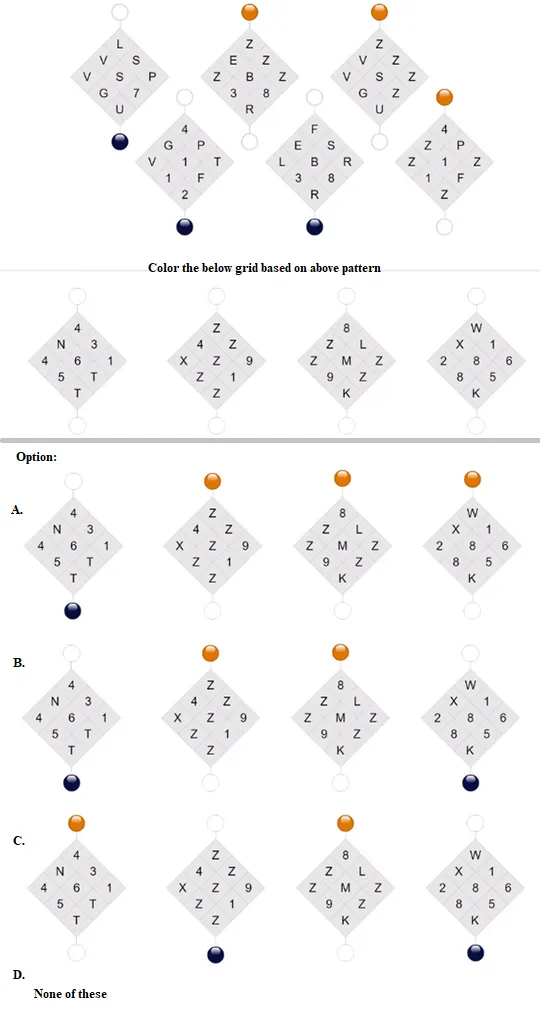 L
V S
V S P
G 7
U
Z
E Z
Z B Z
3 8
R
Z
V Z
V S Z
G Z
U
4
G P
V 1 T
1 F
2
F
E S
L B R
3 8
R
4
Z P
Z 1 Z
1 F
Z
Color the below grid based on above pattern
4
N 3
4 6 1
5 T
T
Z
4 Z
X Z 9
Z 1
Z
8
Z L
Z M Z
9 Z
K
W
X 1
2 8 6
8 5
K
Option:
A.
4
N 3
4 6 1
5 T
T
Z
4 Z
X Z 9
Z 1
Z
8
Z L
Z M Z
9 Z
K
W
X 1
2 8 6
8 5
K
B.
4
N 3
4 6 1
5 T
T
Z
4 Z
X Z 9
Z 1
Z
8
Z L
Z M Z
9 Z
K
W
X 1
2 8 6
8 5
K
C.
4
N 3
4 6 1
5 T
T
Z
4 Z
X Z 9
Z 1
Z
8
Z L
Z M Z
9 Z
K
W
X 1
2 8 6
8 5
K
D.
None of these